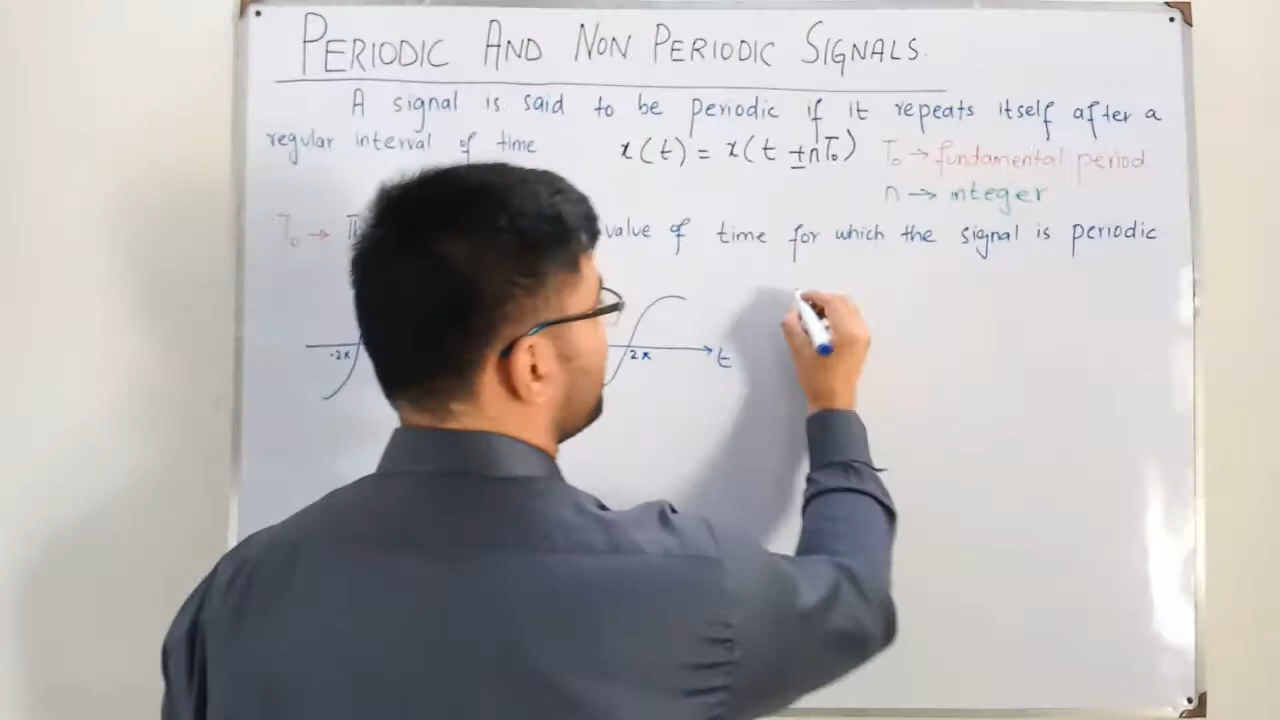 PERIODIC AND NON PERIODIC SIGNALS.
A signal is said to be periodic if it repeats itself after a
regular interval of time x(t) = x(t ±nT₀) T₀ → fundamental period
n → integer
T₀ → value of time for which the signal is periodic
-2π 2π t